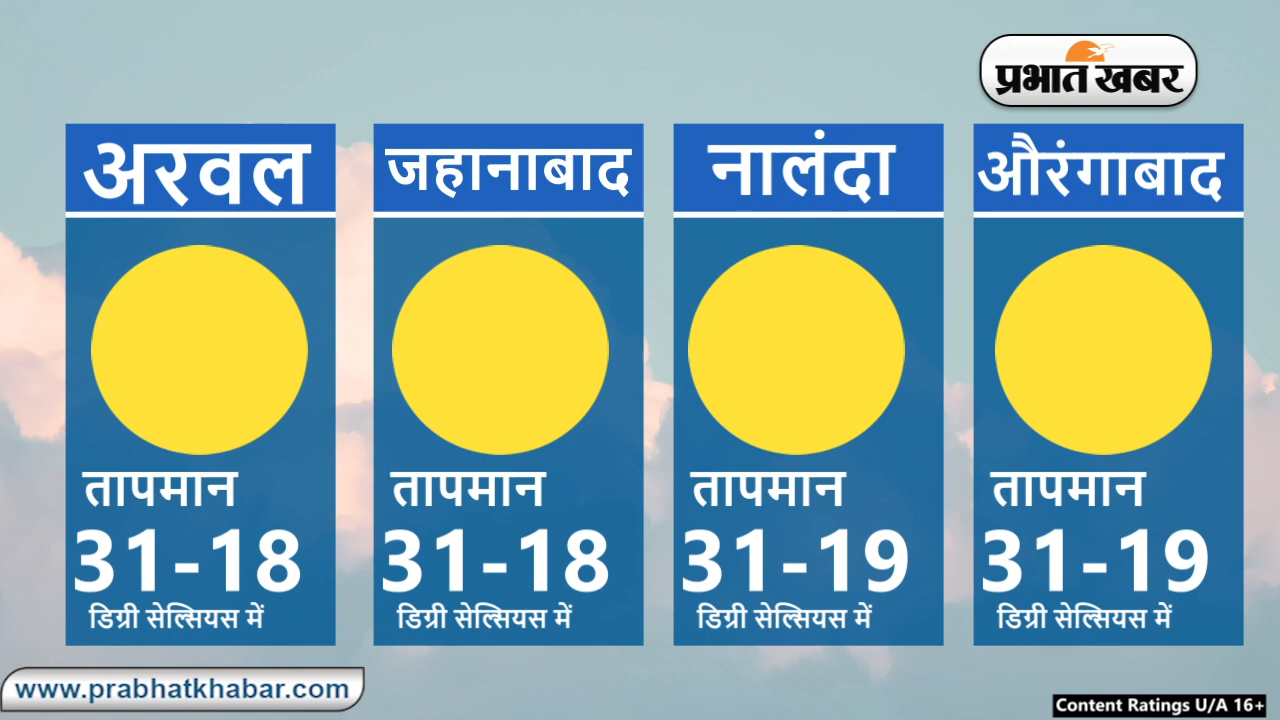 प्रभात खबर
अरवल
तापमान
31-18
डिग्री सेल्सियस में
जहानाबाद
तापमान
31-18
डिग्री सेल्सियस में
नालंदा
तापमान
31-19
डिग्री सेल्सियस में
औरंगाबाद
तापमान
31-19
डिग्री सेल्सियस में
www.prabhatkhabar.com
Content Ratings U/A 16+